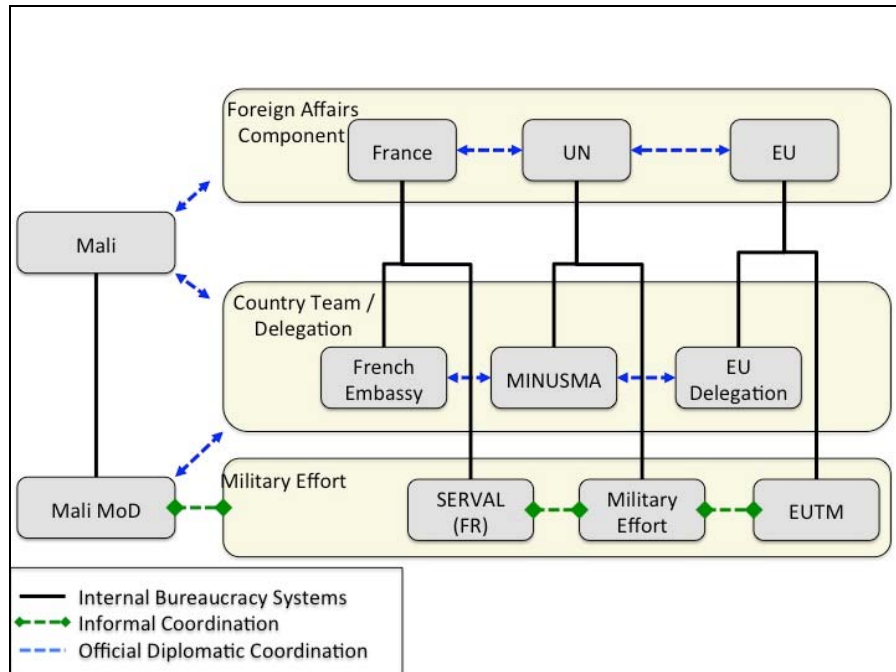 Foreign Affairs
Component
France
UN
EU
Mali
Country Team /
Delegation
French
Embassy
MINUSMA
EU
Delegation
Military Effort
Mali MoD
SERVAL
(FR)
Military
Effort
EUTM
Internal Bureaucracy Systems
Informal Coordination
Official Diplomatic Coordination